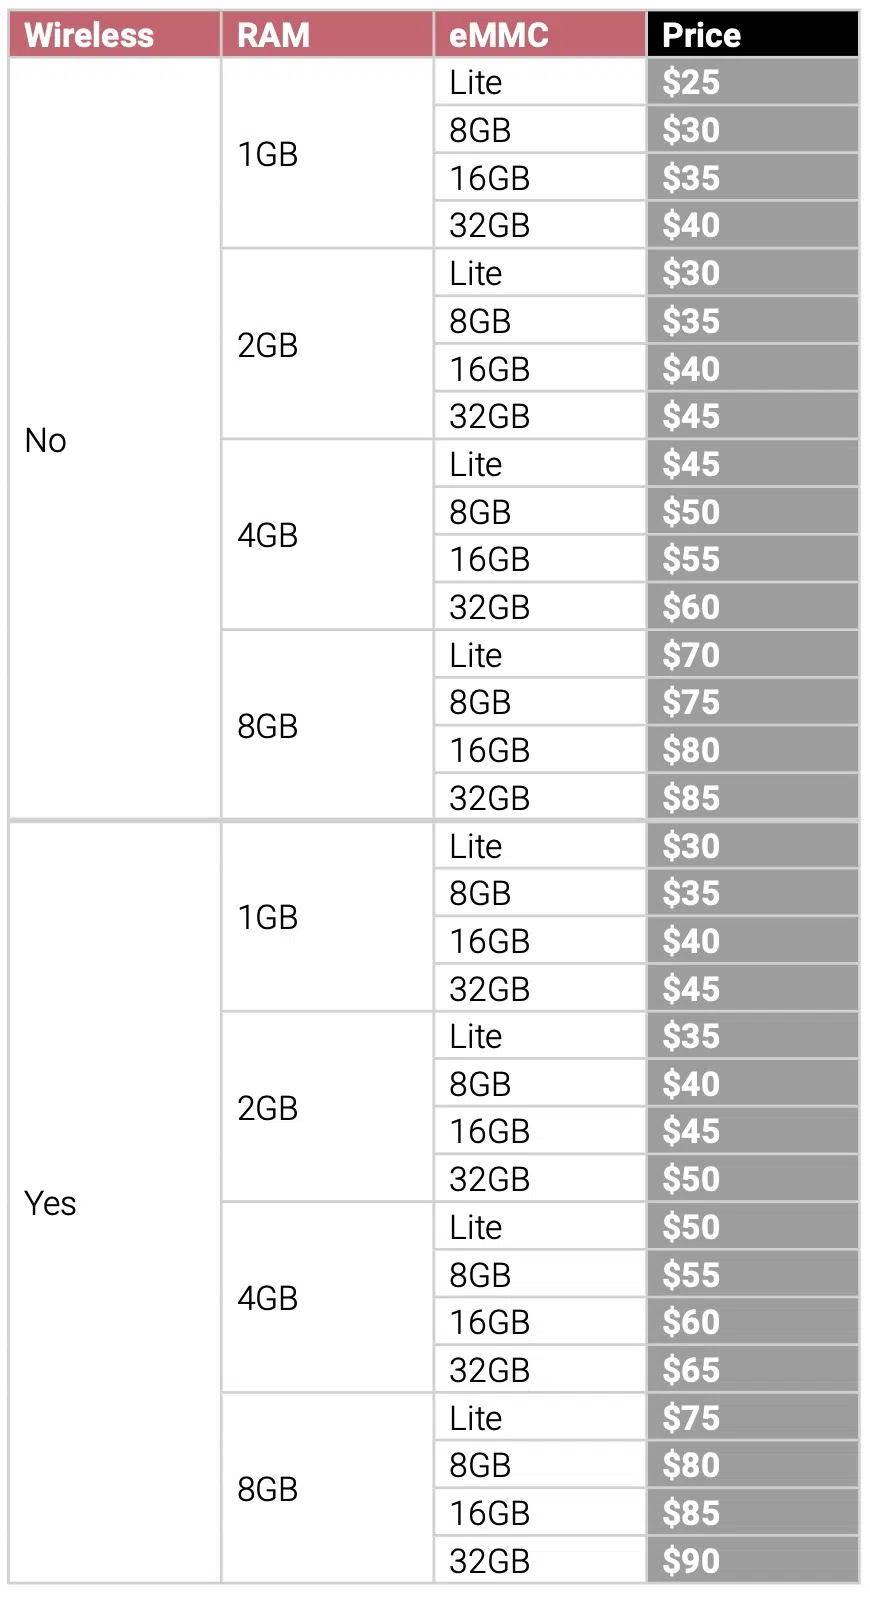 Wireless RAM eMMC Price
No 1GB Lite $25
8GB $30
16GB $35
32GB $40
2GB Lite $30
8GB $35
16GB $40
32GB $45
4GB Lite $45
8GB $50
16GB $55
32GB $60
8GB Lite $70
8GB $75
16GB $80
32GB $85
Yes 1GB Lite $30
8GB $35
16GB $40
32GB $45
2GB Lite $35
8GB $40
16GB $45
32GB $50
4GB Lite $50
8GB $55
16GB $60
32GB $65
8GB Lite $75
8GB $80
16GB $85
32GB $90